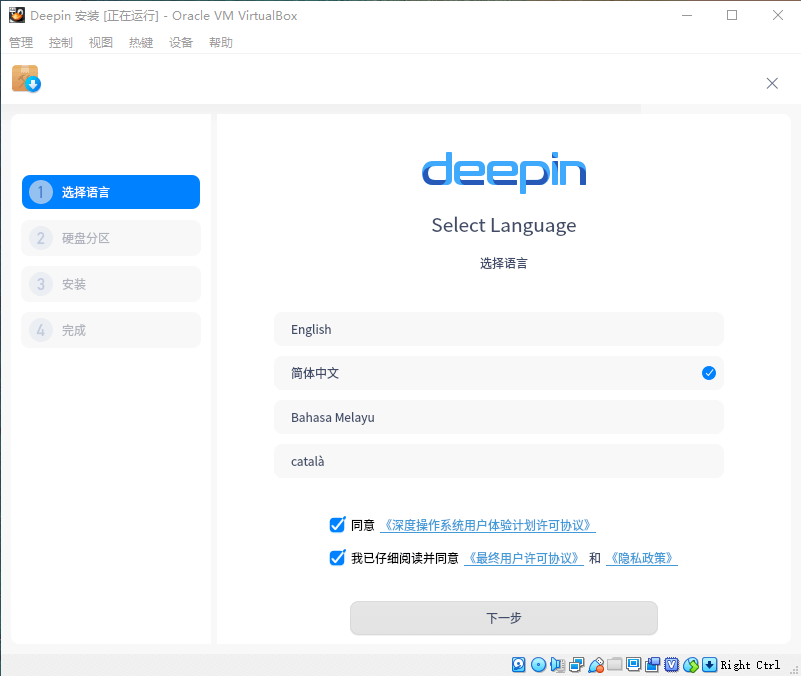 Deepin 安装 [正在运行] - Oracle VM VirtualBox
管理 控制 视图 热键 设备 帮助
1 选择语言
2 硬盘分区
3 安装
4 完成
deepin
Select Language
选择语言
English
简体中文
Bahasa Melayu
català
同意 《深度操作系统用户体验计划许可协议》
我已仔细阅读并同意 《最终用户许可协议》 和 《隐私政策》
下一步
Right Ctrl